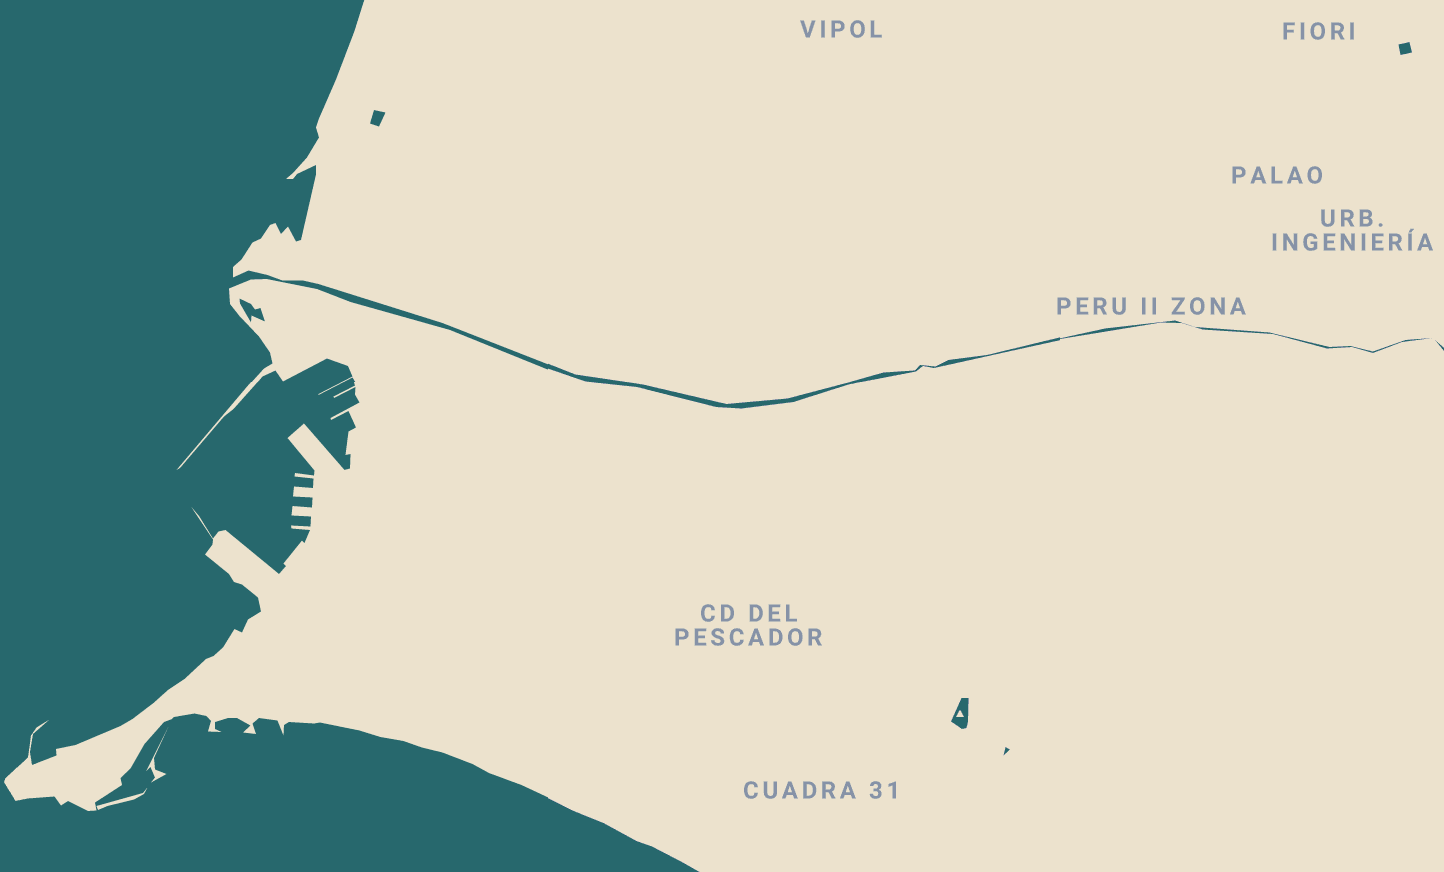 VIPOL
FIORI
PALAO
URB.
INGENIERÍA
PERU II ZONA
CD DEL
PESCADOR
CUADRA 31